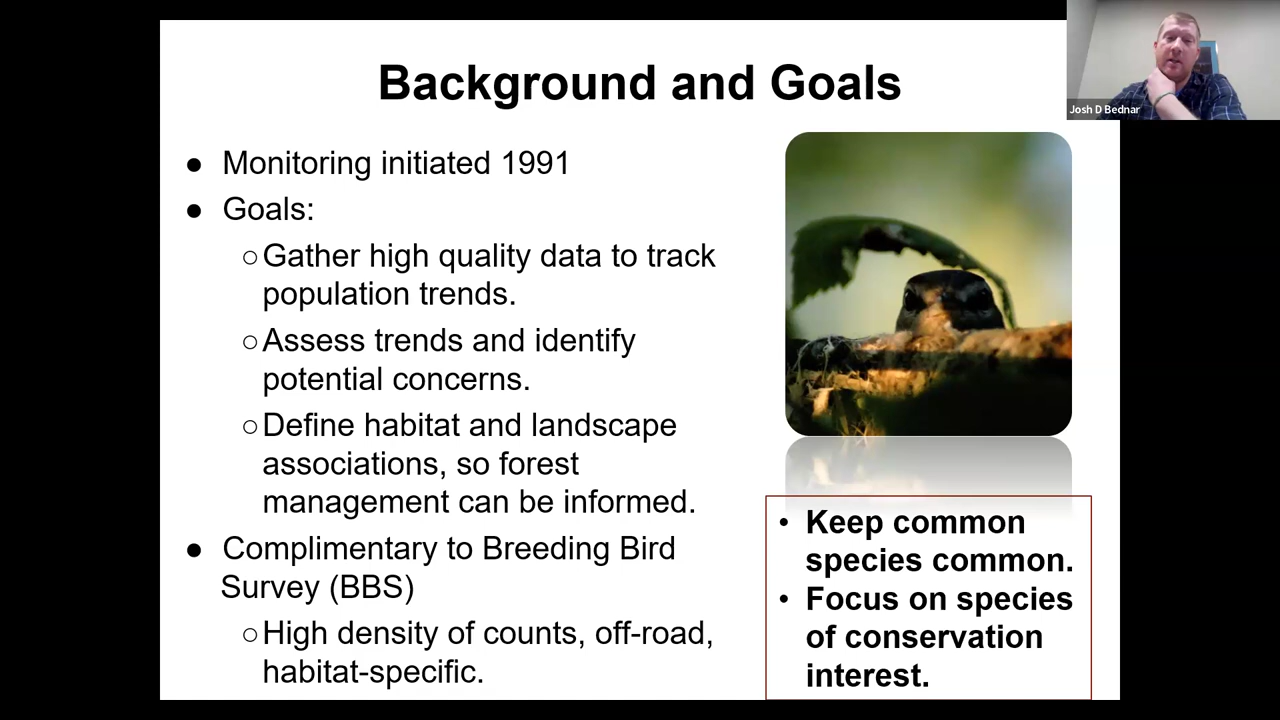 Background and Goals
Josh D Bednar
● Monitoring initiated 1991
● Goals:
○ Gather high quality data to track
population trends.
○ Assess trends and identify
potential concerns.
○ Define habitat and landscape
associations, so forest
management can be informed.
● Complimentary to Breeding Bird
Survey (BBS)
○ High density of counts, off-road,
habitat-specific.
• Keep common
species common.
• Focus on species
of conservation
interest.